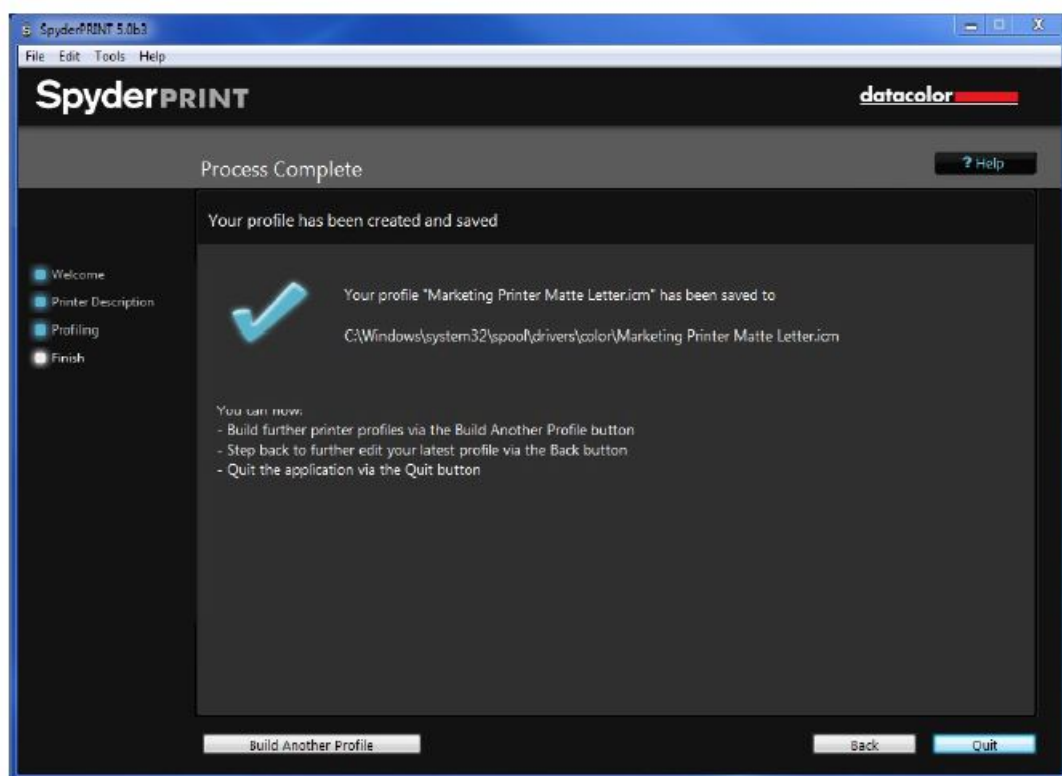 SpyderPRINT 5.0b3
File Edit Tools Help
SpyderPRINT
datacolor
Process Complete
? Help
Your profile has been created and saved
Welcome
Printer Description
Profiling
Finish
Your profile "Marketing Printer Matte Letter.icm" has been saved to
C:\Windows\system32\spool\drivers\color\Marketing Printer Matte Letter.icm
You can now:
- Build further printer profiles via the Build Another Profile button
- Step back to further edit your latest profile via the Back button
- Quit the application via the Quit button
Build Another Profile
Back
Quit